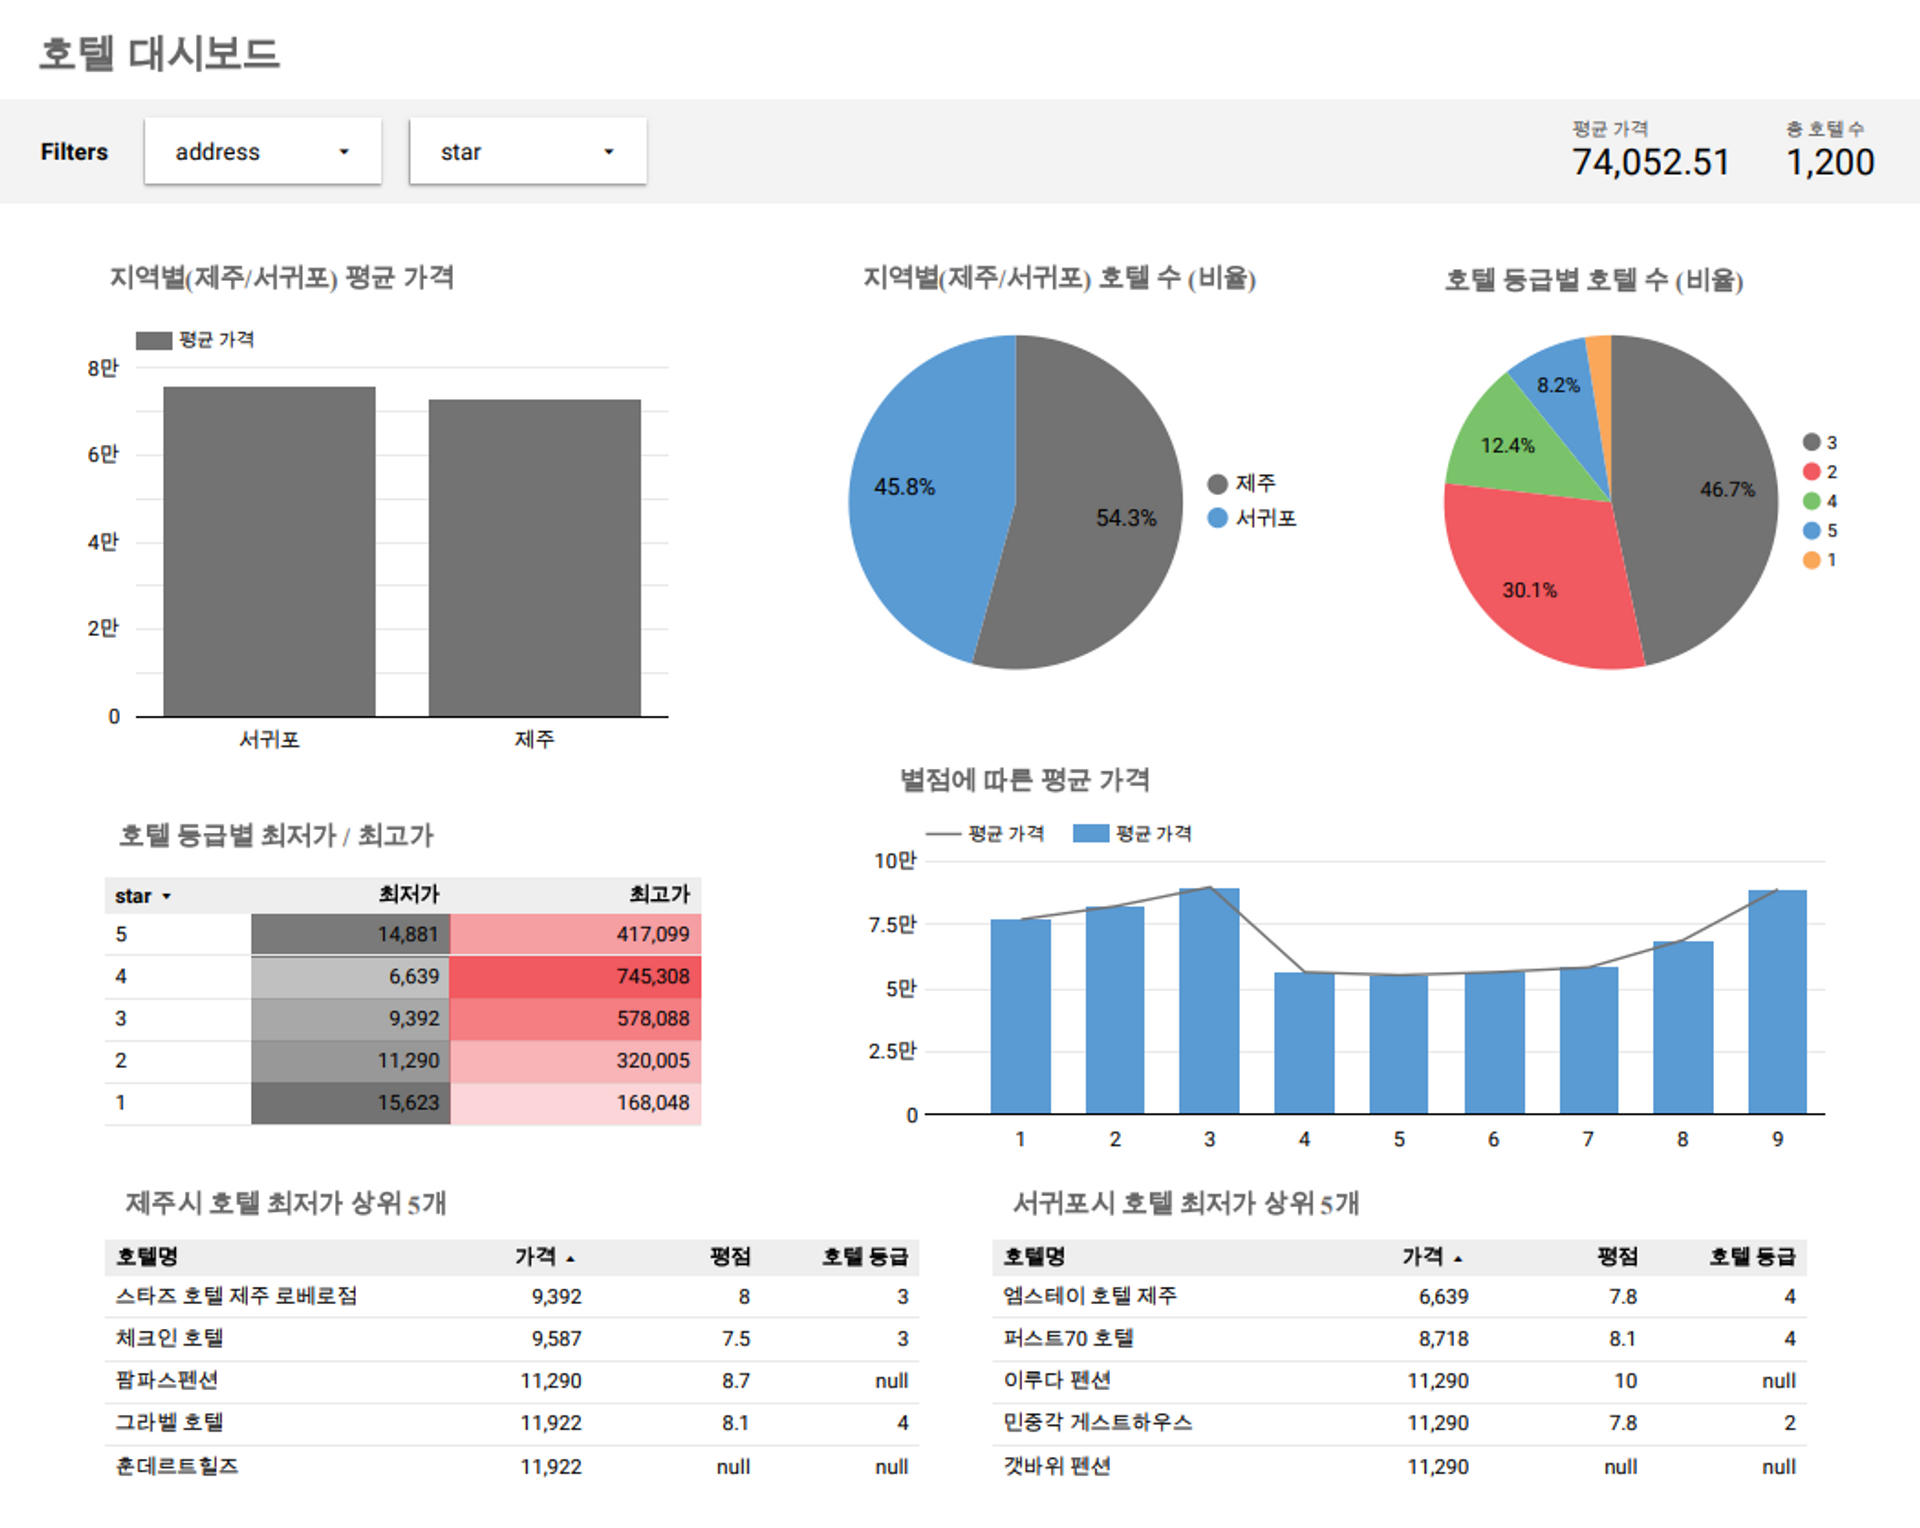 호텔 대시보드
Filters
address
star
평균 가격
74,052.51
총 호텔 수
1,200
지역별(제주/서귀포) 평균 가격
평균 가격
8만
6만
4만
2만
0
서귀포
제주
지역별(제주/서귀포) 호텔 수 (비율)
45.8%
54.3%
제주
서귀포
호텔 등급별 호텔 수 (비율)
8.2%
12.4%
46.7%
30.1%
3
2
4
5
1
호텔 등급별 최저가 / 최고가
star 최저가 최고가
5 14,881 417,099
4 6,639 745,308
3 9,392 578,088
2 11,290 320,005
1 15,623 168,048
별점에 따른 평균 가격
평균 가격 평균 가격
10만
7.5만
5만
2.5만
0
1 2 3 4 5 6 7 8 9
제주시 호텔 최저가 상위 5개
호텔명 가격 평점 호텔 등급
스타즈 호텔 제주 로베로점 9,392 8 3
체크인 호텔 9,587 7.5 3
팜파스펜션 11,290 8.7 null
그라벨 호텔 11,922 8.1 4
훈데르트힐즈 11,922 null null
서귀포시 호텔 최저가 상위 5개
호텔명 가격 평점 호텔 등급
엠스테이 호텔 제주 6,639 7.8 4
퍼스트70 호텔 8,718 8.1 4
이루다 펜션 11,290 10 null
민중각 게스트하우스 11,290 7.8 2
갯바위 펜션 11,290 null null